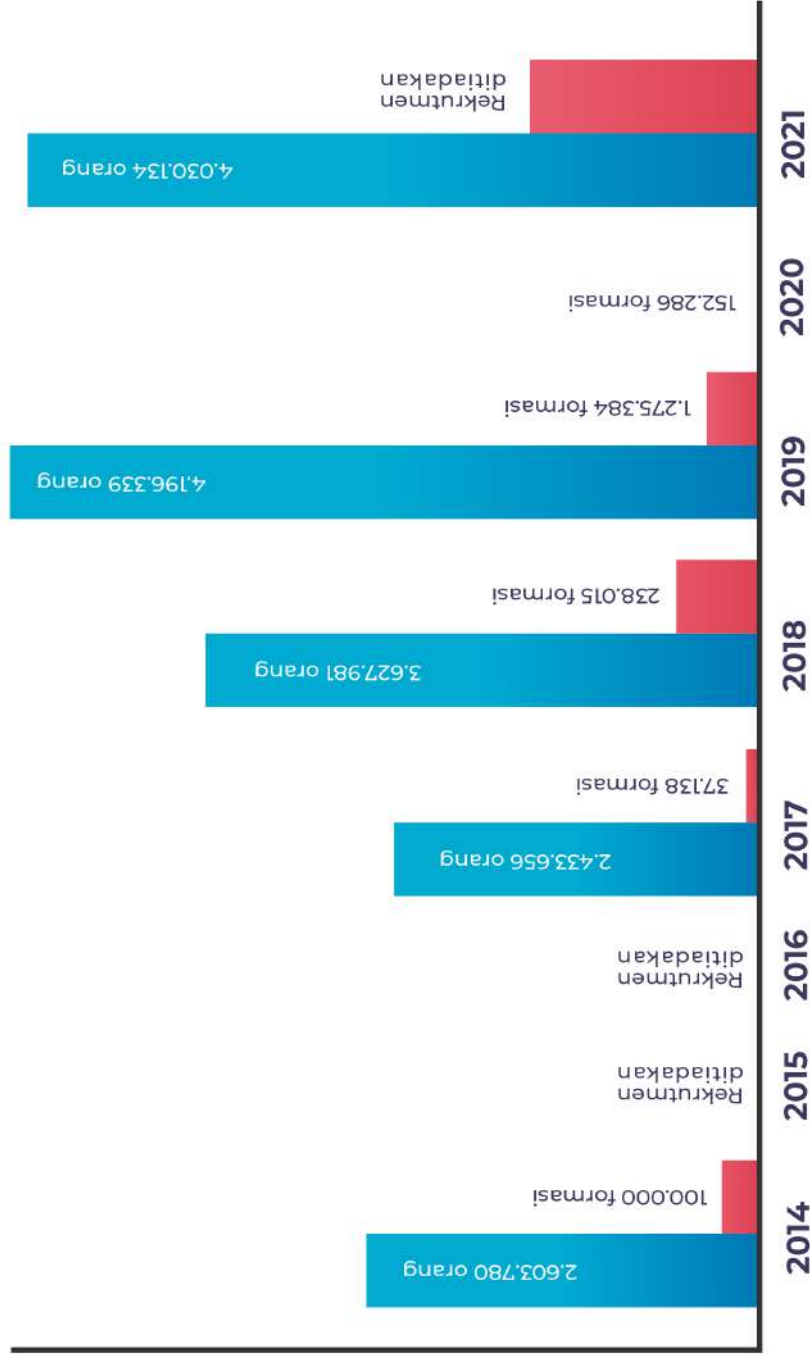 2.603.780 orang
100.000 formasi
2014
Rekrutmen
ditiadakan
2015
Rekrutmen
ditiadakan
2016
2.433.656 orang
37.138 formasi
2017
3.627.981 orang
238.015 formasi
2018
4.196.339 orang
1.275.384 formasi
2019
152.286 formasi
2020
4.030.134 orang
Rekrutmen
ditiadakan
2021